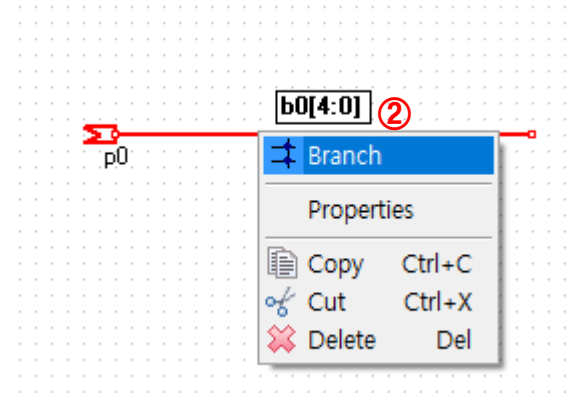 b0[4:0] ②
p0
Branch
Properties
Copy Ctrl+C
Cut Ctrl+X
Delete Del